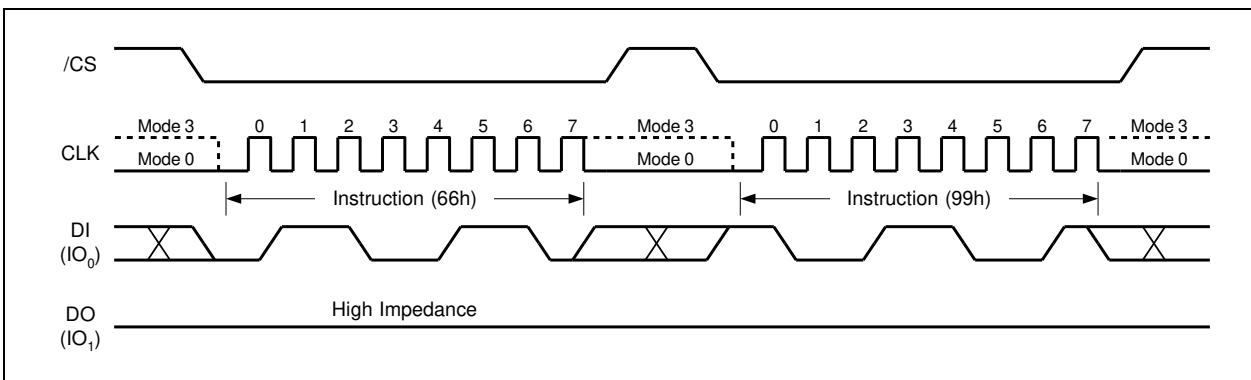 /CS
Mode 3 0 1 2 3 4 5 6 7 Mode 3 0 1 2 3 4 5 6 7 Mode 3
CLK
Mode 0 Mode 0 Mode 0
Instruction (66h) Instruction (99h)
DI
(IO₀)
High Impedance
DO
(IO₁)